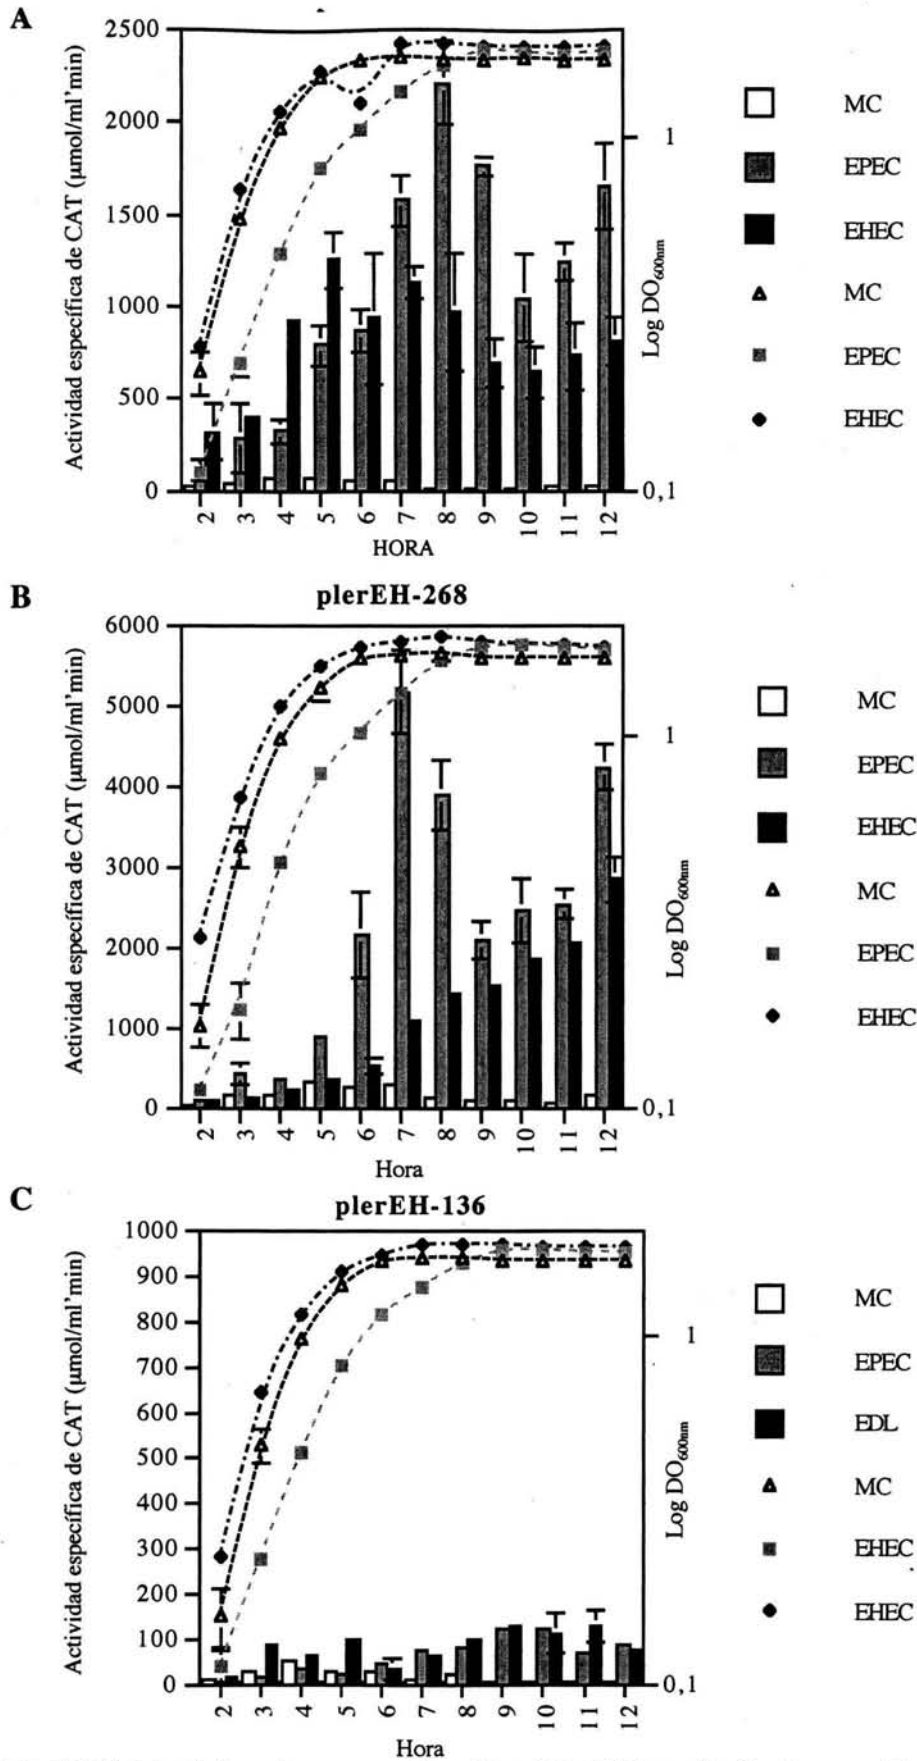 A
Actividad específica de CAT (µmol/ml'min)
2500
2000
1500
1000
500
0
2 3 4 5 6 7 8 9 10 11 12
HORA
1
0,1
Log DO600nm
MC
EPEC
EHEC
MC
EPEC
EHEC
B
plerEH-268
Actividad específica de CAT (µmol/ml'min)
6000
5000
4000
3000
2000
1000
0
2 3 4 5 6 7 8 9 10 11 12
Hora
1
0,1
Log DO600nm
MC
EPEC
EHEC
MC
EPEC
EHEC
C
plerEH-136
Actividad específica de CAT (µmol/ml'min)
1000
900
800
700
600
500
400
300
200
100
0
2 3 4 5 6 7 8 9 10 11 12
Hora
1
0,1
Log DO600nm
MC
EPEC
EDL
MC
EHEC
EHEC